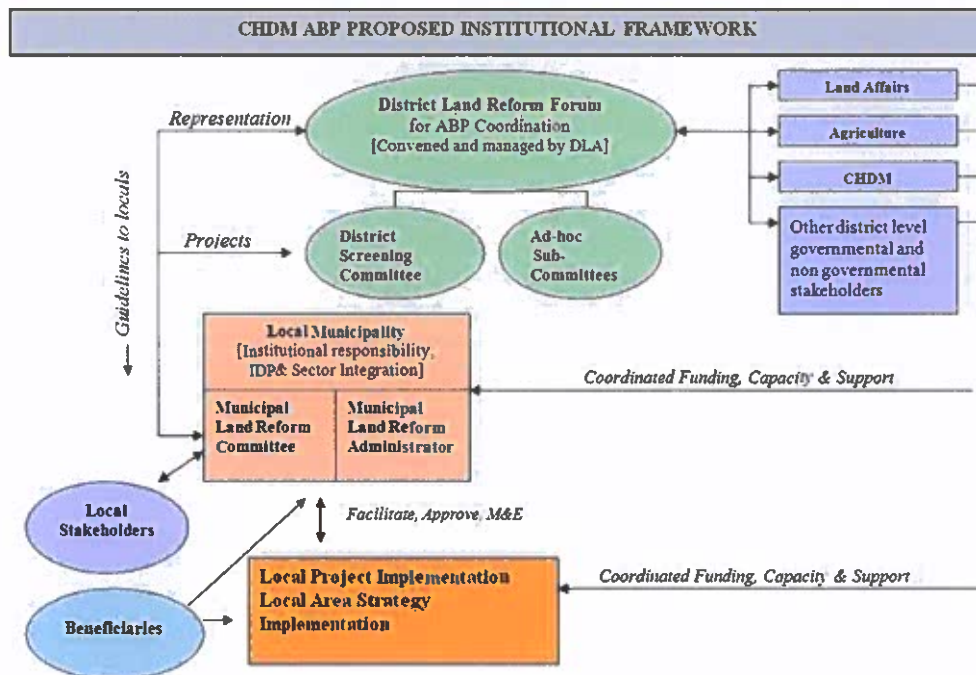 CHDM ABP PROPOSED INSTITUTIONAL FRAMEWORK
Representation
District Land Reform Forum
for ABP Coordination
[Convened and managed by DLA]
Land Affairs
Agriculture
CHDM
Other district level
governmental and
non governmental
stakeholders
Guidelines to locals
Projects
District
Screening
Committee
Ad-hoc
Sub-
Committees
Local Municipality
[Institutional responsibility,
IDP& Sector Integration]
Municipal
Land Reform
Committee
Municipal
Land Reform
Administrator
Coordinated Funding, Capacity & Support
Local
Stakeholders
Facilitate, Approve, M&E
Local Project Implementation
Local Area Strategy
Implementation
Coordinated Funding, Capacity & Support
Beneficiaries